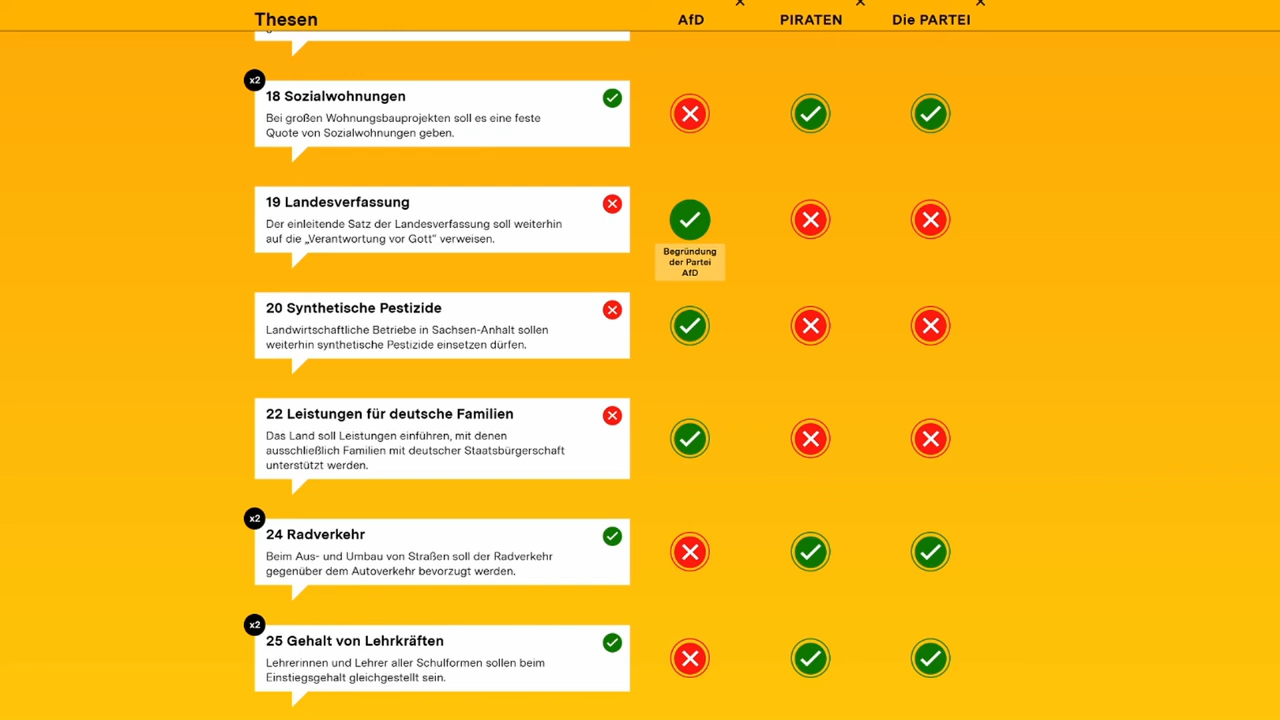 Thesen
AfD
PIRATEN
Die PARTEI
x2
18 Sozialwohnungen
Bei großen Wohnungsbauprojekten soll es eine feste
Quote von Sozialwohnungen geben.
19 Landesverfassung
Der einleitende Satz der Landesverfassung soll weiterhin
auf die „Verantwortung vor Gott“ verweisen.
Begründung
der Partei
AfD
20 Synthetische Pestizide
Landwirtschaftliche Betriebe in Sachsen-Anhalt sollen
weiterhin synthetische Pestizide einsetzen dürfen.
22 Leistungen für deutsche Familien
Das Land soll Leistungen einführen, mit denen
ausschließlich Familien mit deutscher Staatsbürgerschaft
unterstützt werden.
x2
24 Radverkehr
Beim Aus- und Umbau von Straßen soll der Radverkehr
gegenüber dem Autoverkehr bevorzugt werden.
x2
25 Gehalt von Lehrkräften
Lehrerinnen und Lehrer aller Schulformen sollen beim
Einstiegsgehalt gleichgestellt sein.